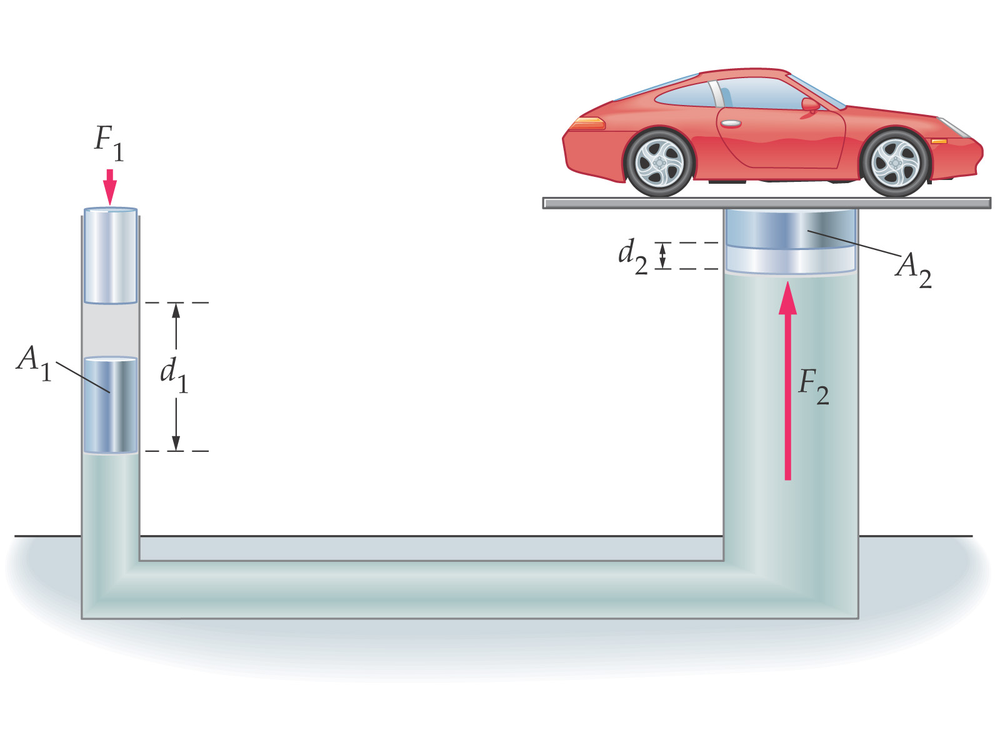 F₁
A₁
d₁
d₂
A₂
F₂